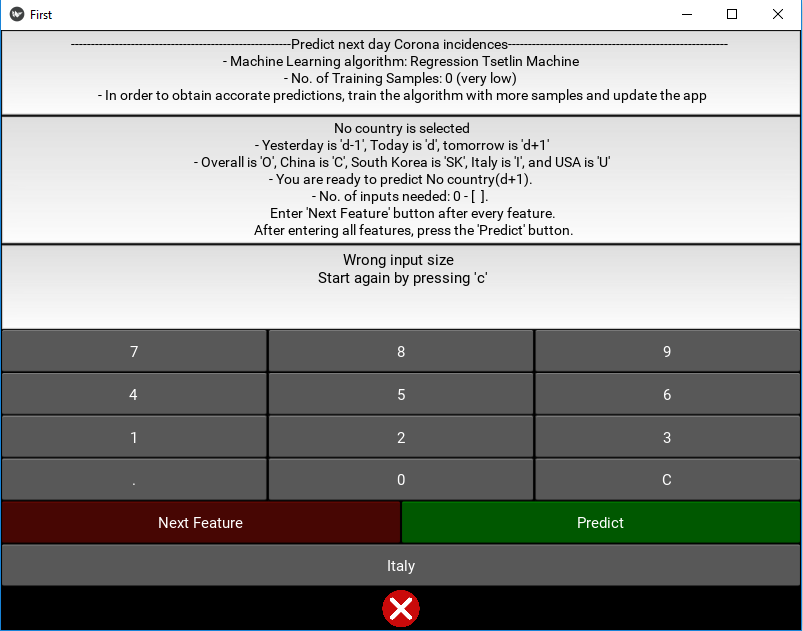 First
-------------------------------------------------------Predict next day Corona incidences-------------------------------------------------------
- Machine Learning algorithm: Regression Tsetlin Machine
- No. of Training Samples: 0 (very low)
- In order to obtain accorate predictions, train the algorithm with more samples and update the app
No country is selected
- Yesterday is 'd-1', Today is 'd', tomorrow is 'd+1'
- Overall is 'O', China is 'C', South Korea is 'SK', Italy is 'I', and USA is 'U'
- You are ready to predict No country(d+1).
- No. of inputs needed: 0 - [ ].
Enter 'Next Feature' button after every feature.
After entering all features, press the 'Predict' button.
Wrong input size
Start again by pressing 'c'
7 8 9
4 5 6
1 2 3
. 0 C
Next Feature Predict
Italy